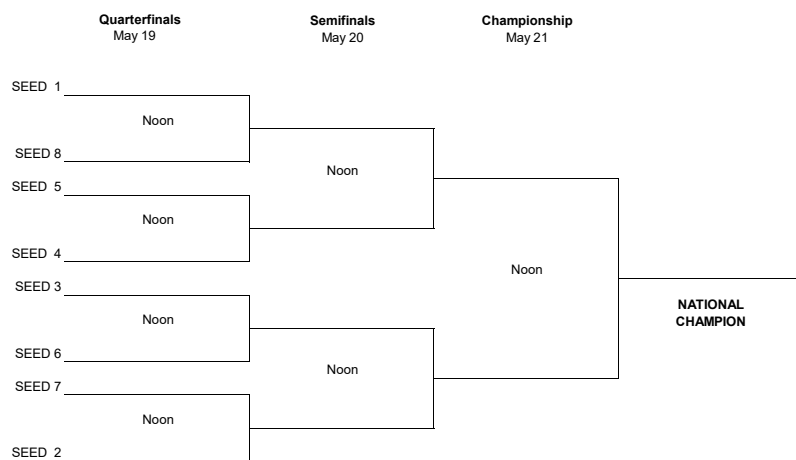 Quarterfinals
May 19
Semifinals
May 20
Championship
May 21
SEED 1
Noon
SEED 8
Noon
SEED 5
Noon
SEED 4
Noon
SEED 3
Noon
NATIONAL
CHAMPION
SEED 6
Noon
SEED 7
Noon
SEED 2